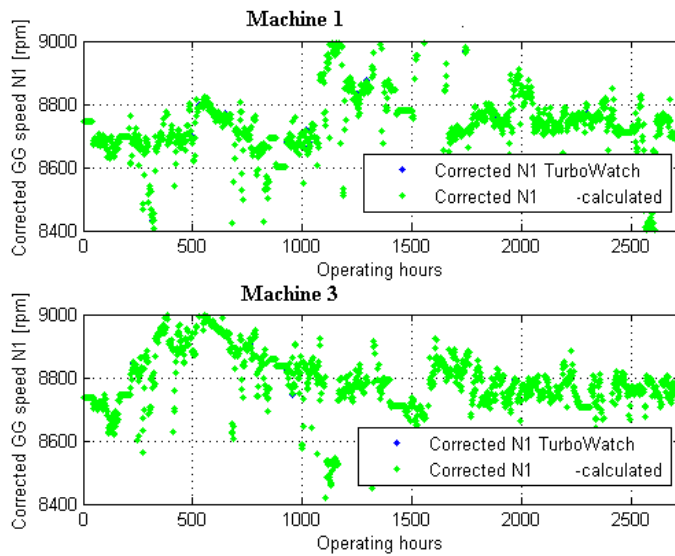 Machine 1
Corrected GG speed N1 [rpm]
9000
8800
8600
8400
Corrected N1 TurboWatch
Corrected N1 -calculated
0 500 1000 1500 2000 2500
Operating hours
Machine 3
Corrected GG speed N1 [rpm]
9000
8800
8600
8400
Corrected N1 TurboWatch
Corrected N1 -calculated
0 500 1000 1500 2000 2500
Operating hours